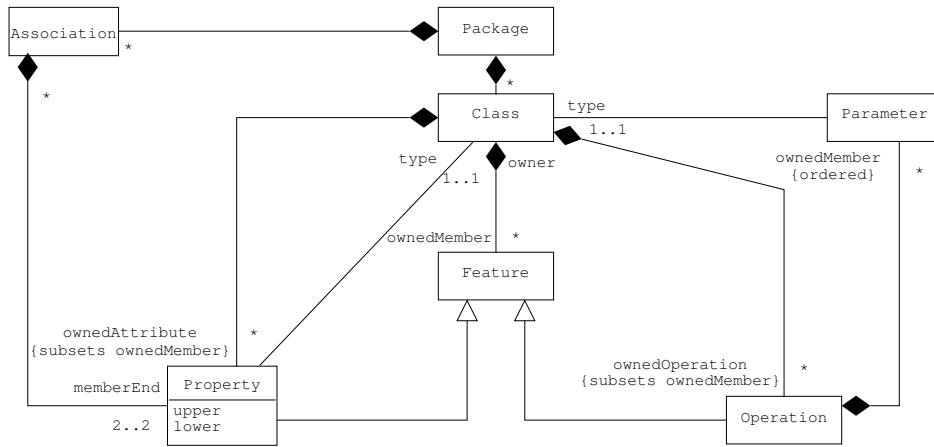 Association
*
Package
*
Class
type
1..1
Parameter
ownedMember
{ordered}
*
*
type
1..1
owner
ownedMember
*
Feature
ownedAttribute
{subsets ownedMember}
*
memberEnd
2..2
Property
upper
lower
ownedOperation
{subsets ownedMember}
*
Operation